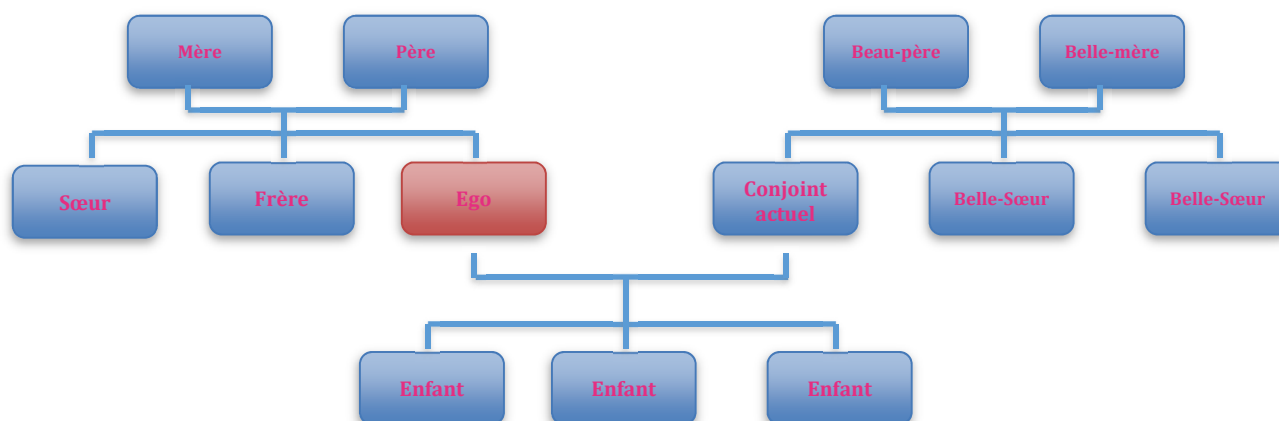 Mère
Père
Beau-père
Belle-mère
Sœur
Frère
Ego
Conjoint
actuel
Belle-Sœur
Belle-Sœur
Enfant
Enfant
Enfant